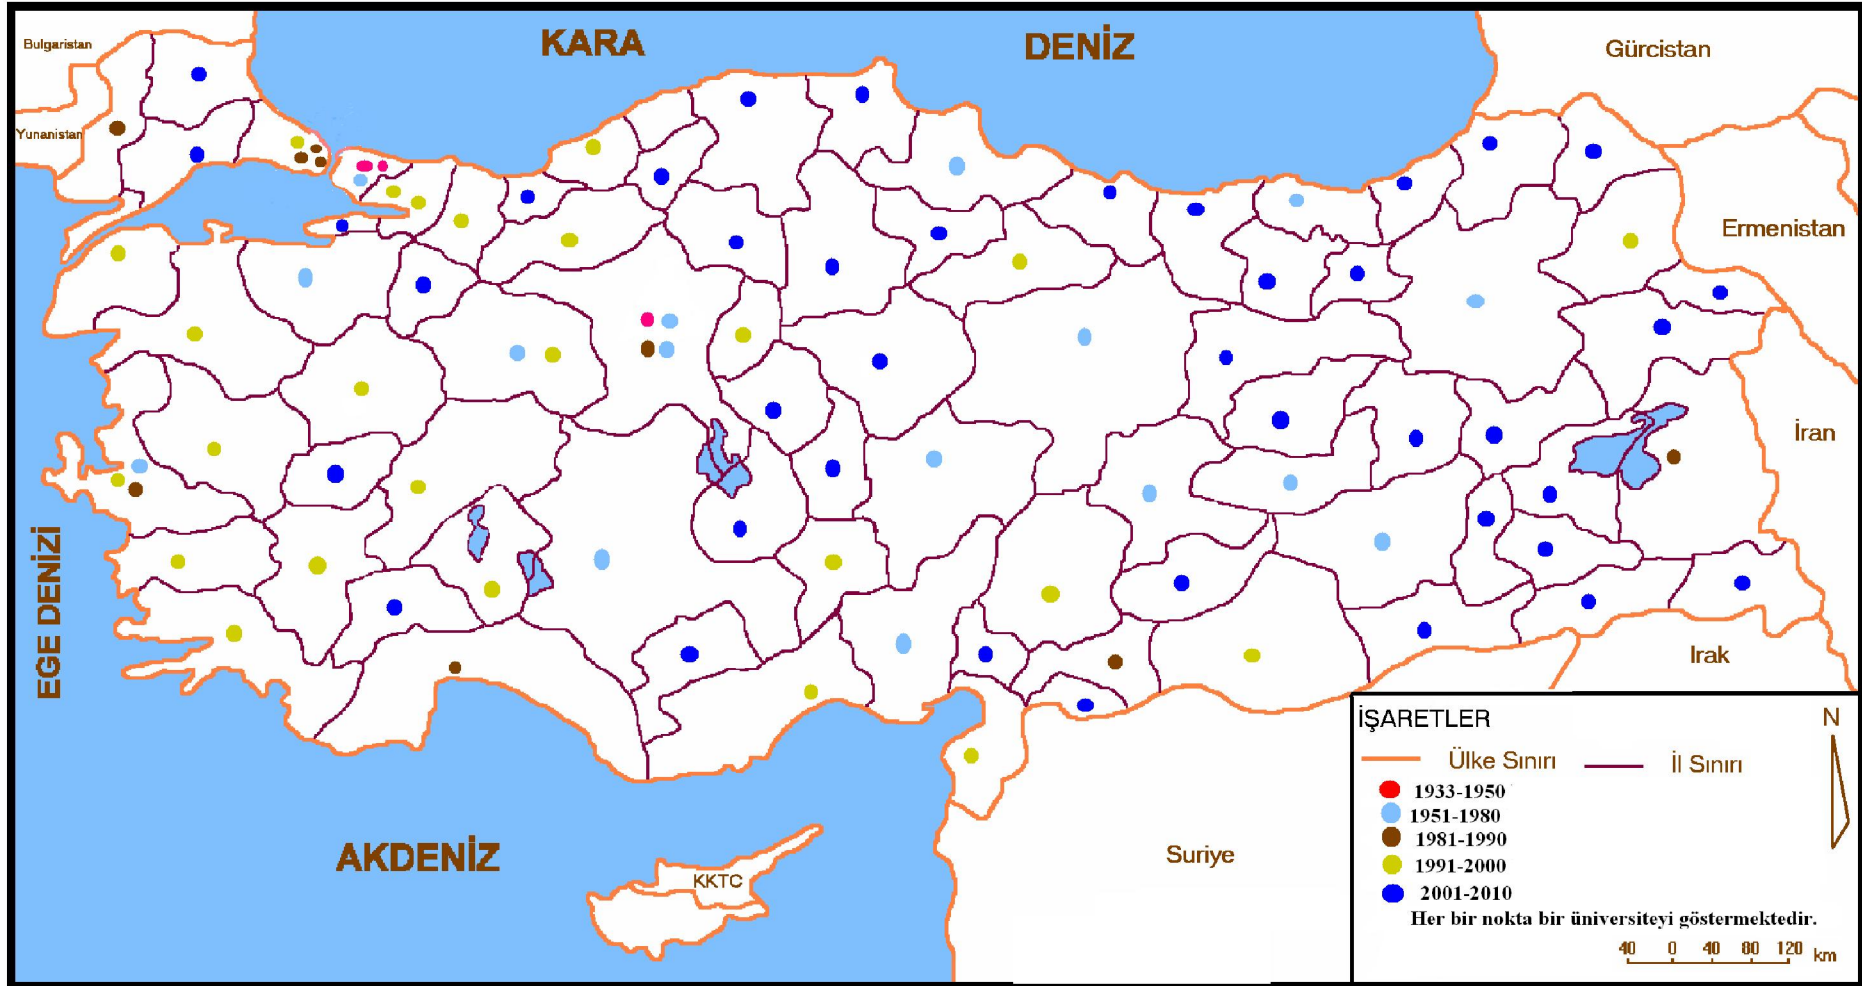 KARA
DENİZ
Bulgaristan
Gürcistan
Yunanistan
Ermenistan
İran
EGE DENİZİ
Irak
AKDENİZ
KKTC
Suriye
İŞARETLER
N
Ülke Sınırı
İl Sınırı
1933-1950
1951-1980
1981-1990
1991-2000
2001-2010
Her bir nokta bir üniversiteyi göstermektedir.
40 0 40 80 120 km